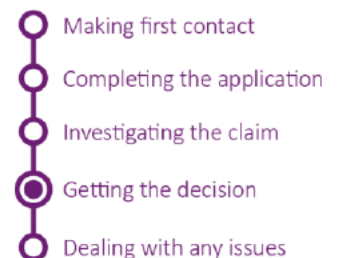 Making first contact
Completing the application
Investigating the claim
Getting the decision
Dealing with any issues